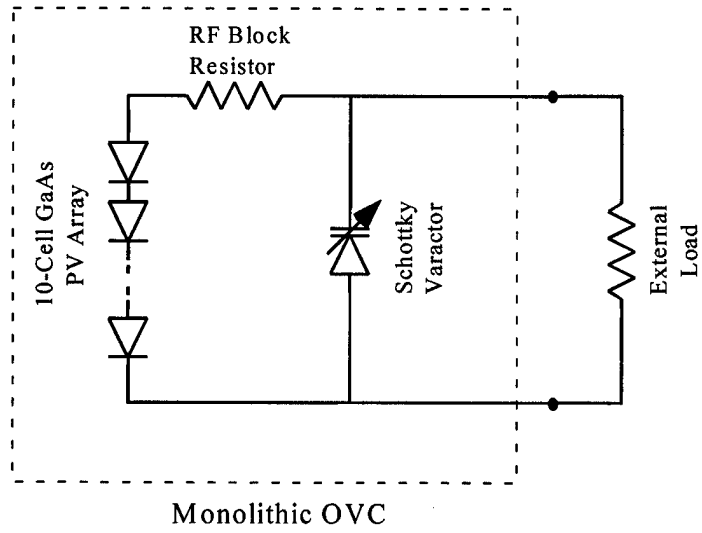 RF Block
Resistor
10-Cell GaAs
PV Array
Schottky
Varactor
External
Load
Monolithic OVC